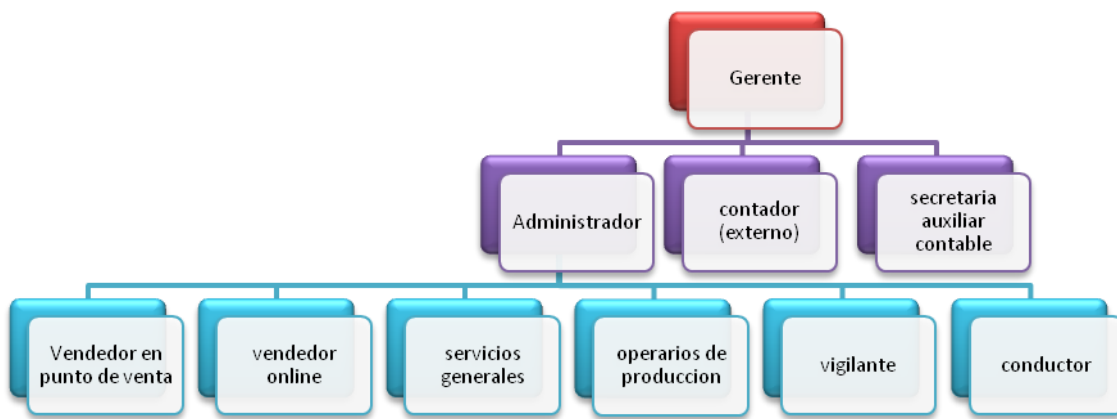 Gerente
Administrador
contador
(externo)
secretaria
auxiliar
contable
Vendedor en
punto de venta
vendedor
online
servicios
generales
operarios de
produccion
vigilante
conductor